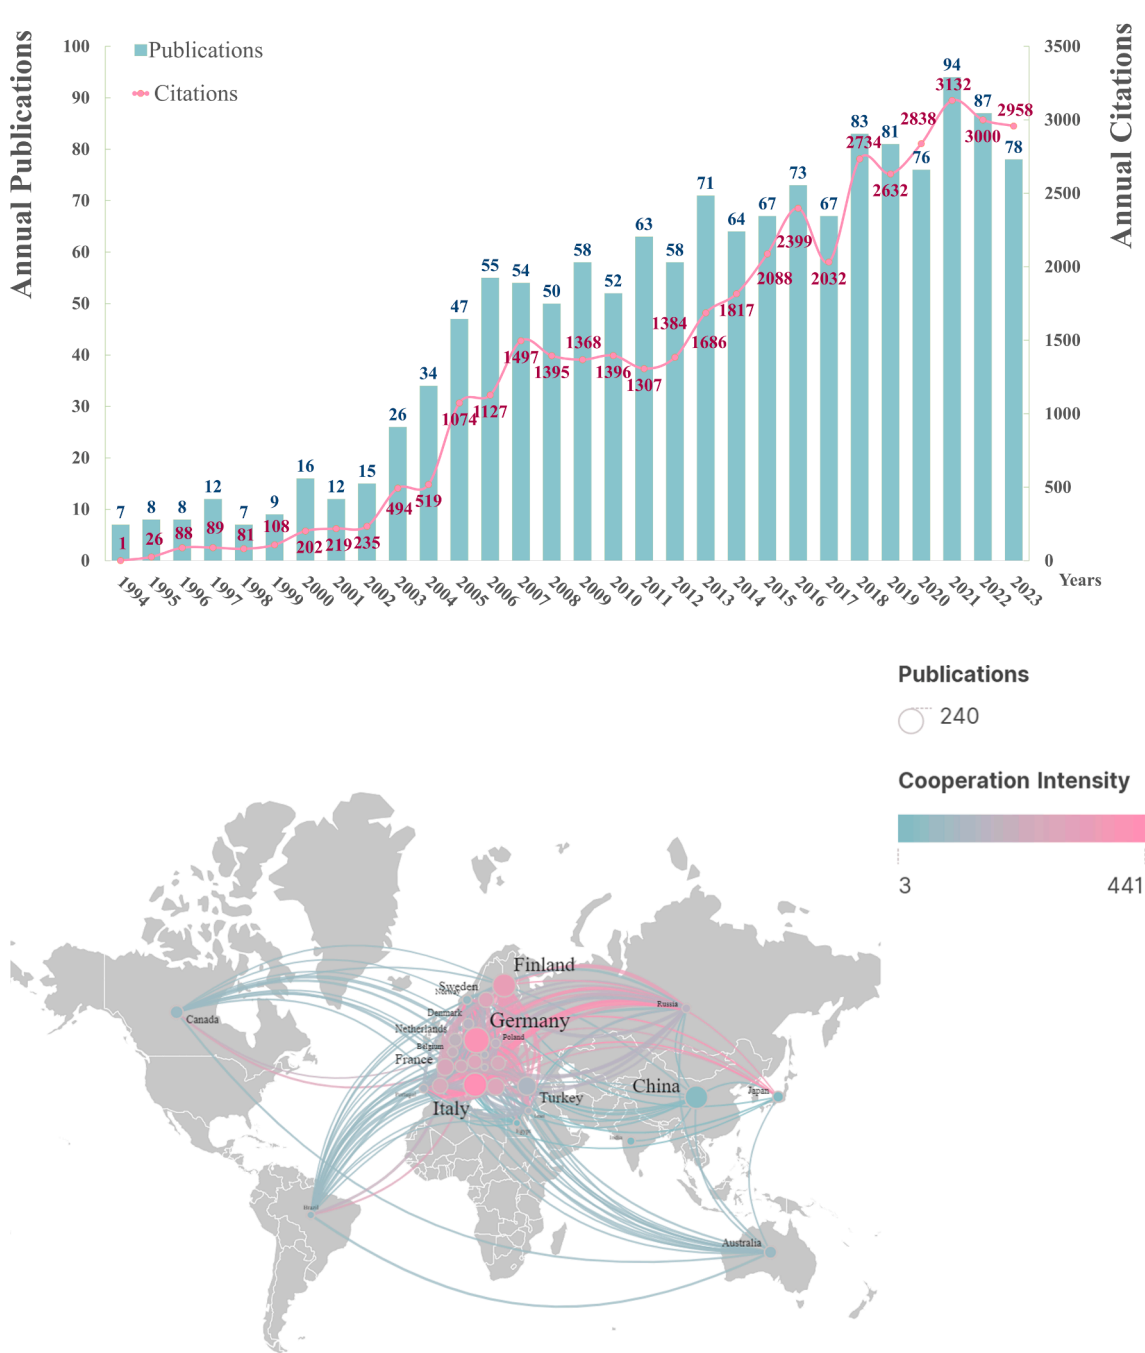 Annual Publications
Annual Citations
Publications
Citations
100
90
80
70
60
50
40
30
20
10
0
3500
3000
2500
2000
1500
1000
500
0
7 8 8 12 7 9 16 12 15 26 34 47 55 54 50 58 52 63 58 71 64 67 73 67 83 81 76 94 87 78
1 26 88 89 81 108 202 219 235 494 519 1074 1127 1497 1395 1368 1396 1307 1384 1686 1817 2088 2399 2032 2734 2632 2838 3132 3000 2958
1994 1995 1996 1997 1998 1999 2000 2001 2002 2003 2004 2005 2006 2007 2008 2009 2010 2011 2012 2013 2014 2015 2016 2017 2018 2019 2020 2021 2022 2023
Years
Publications
240
Cooperation Intensity
3 441
Finland
Sweden
Norway
Russia
Denmark
Canada
Germany
Netherlands
Poland
Belgium
France
China
Japan
Portugal
Turkey
Italy
Egypt
India
Brazil
Australia